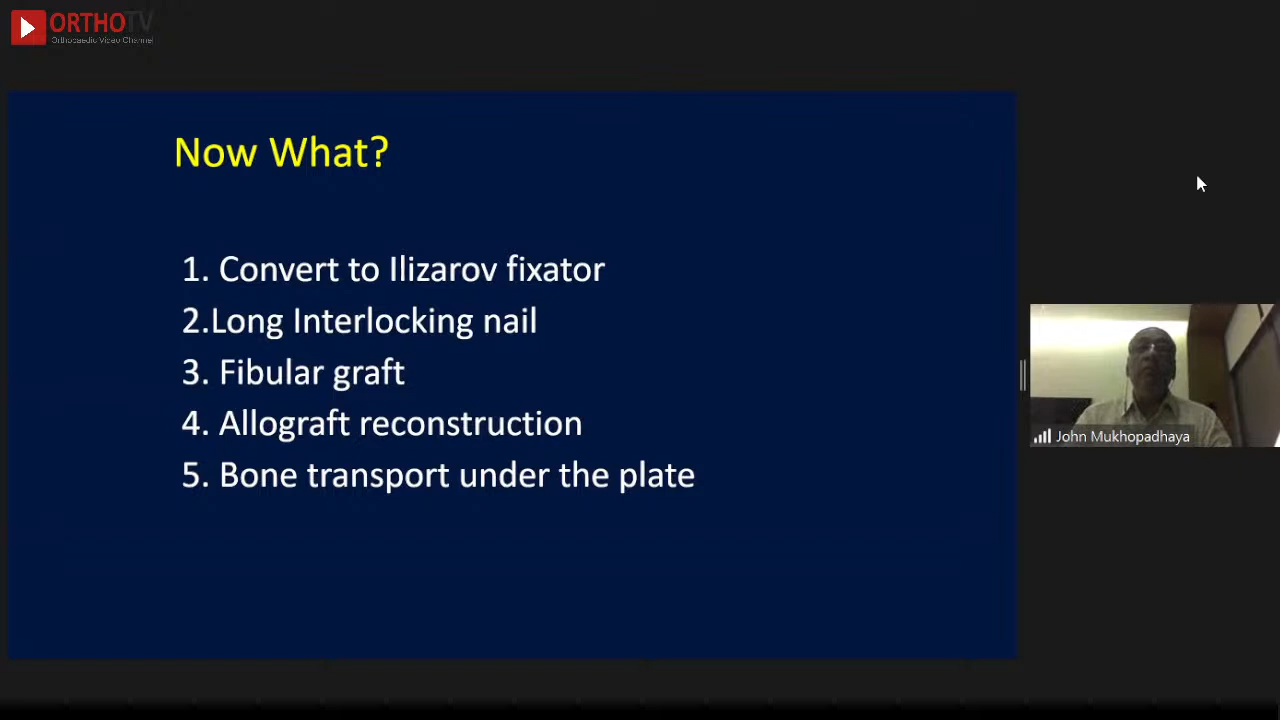 ORTHOTV
Orthopaedic Video Channel
Now What?
1. Convert to Ilizarov fixator
2.Long Interlocking nail
3. Fibular graft
4. Allograft reconstruction
5. Bone transport under the plate
John Mukhopadhaya